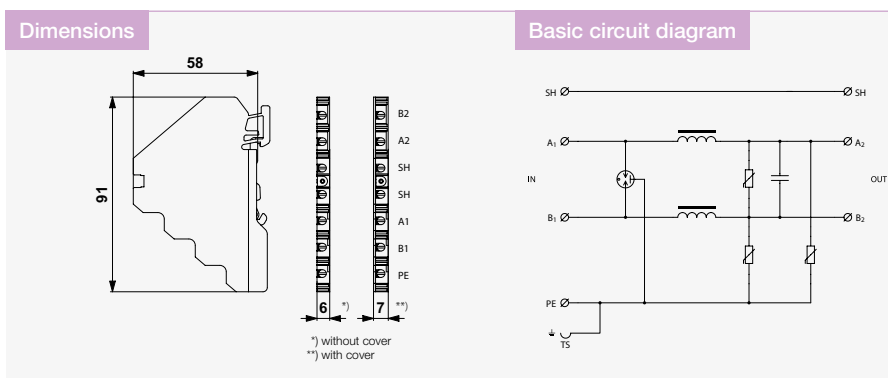 Dimensions
58
91
B2
A2
SH
SH
A1
B1
PE
6 *)
7 **)
*) without cover
**) with cover
Basic circuit diagram
SH SH
A1 A2
IN OUT
B1 B2
PE
TS